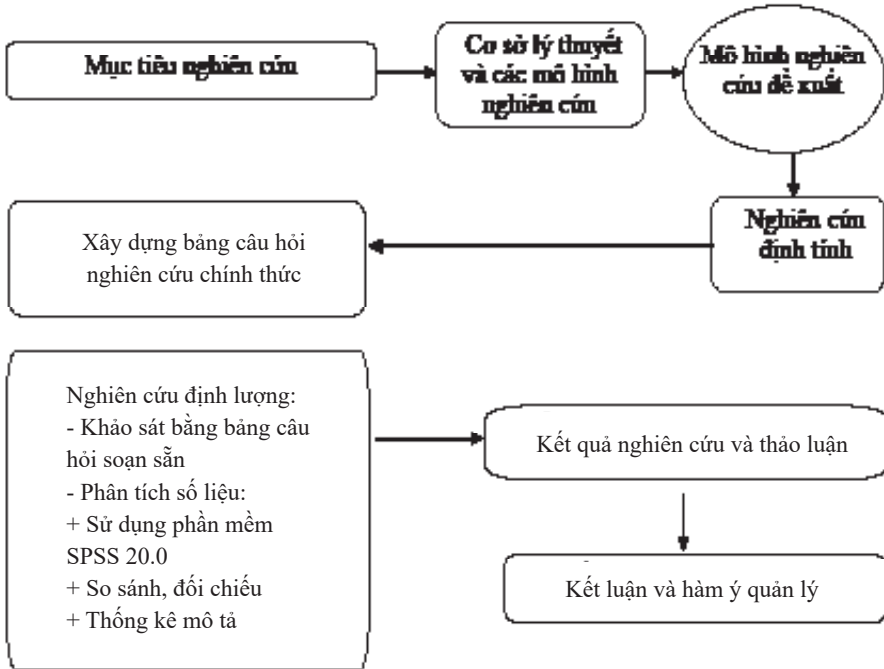 Mục tiêu nghiên cứu
Cơ sở lý thuyết
và các mô hình
nghiên cứu
Mô hình nghiên
cứu đề xuất
Nghiên cứu
định tính
Xây dựng bảng câu hỏi
nghiên cứu chính thức
Nghiên cứu định lượng:
- Khảo sát bằng bảng câu
hỏi soạn sẵn
- Phân tích số liệu:
+ Sử dụng phần mềm
SPSS 20.0
+ So sánh, đối chiếu
+ Thống kê mô tả
Kết quả nghiên cứu và thảo luận
Kết luận và hàm ý quản lý